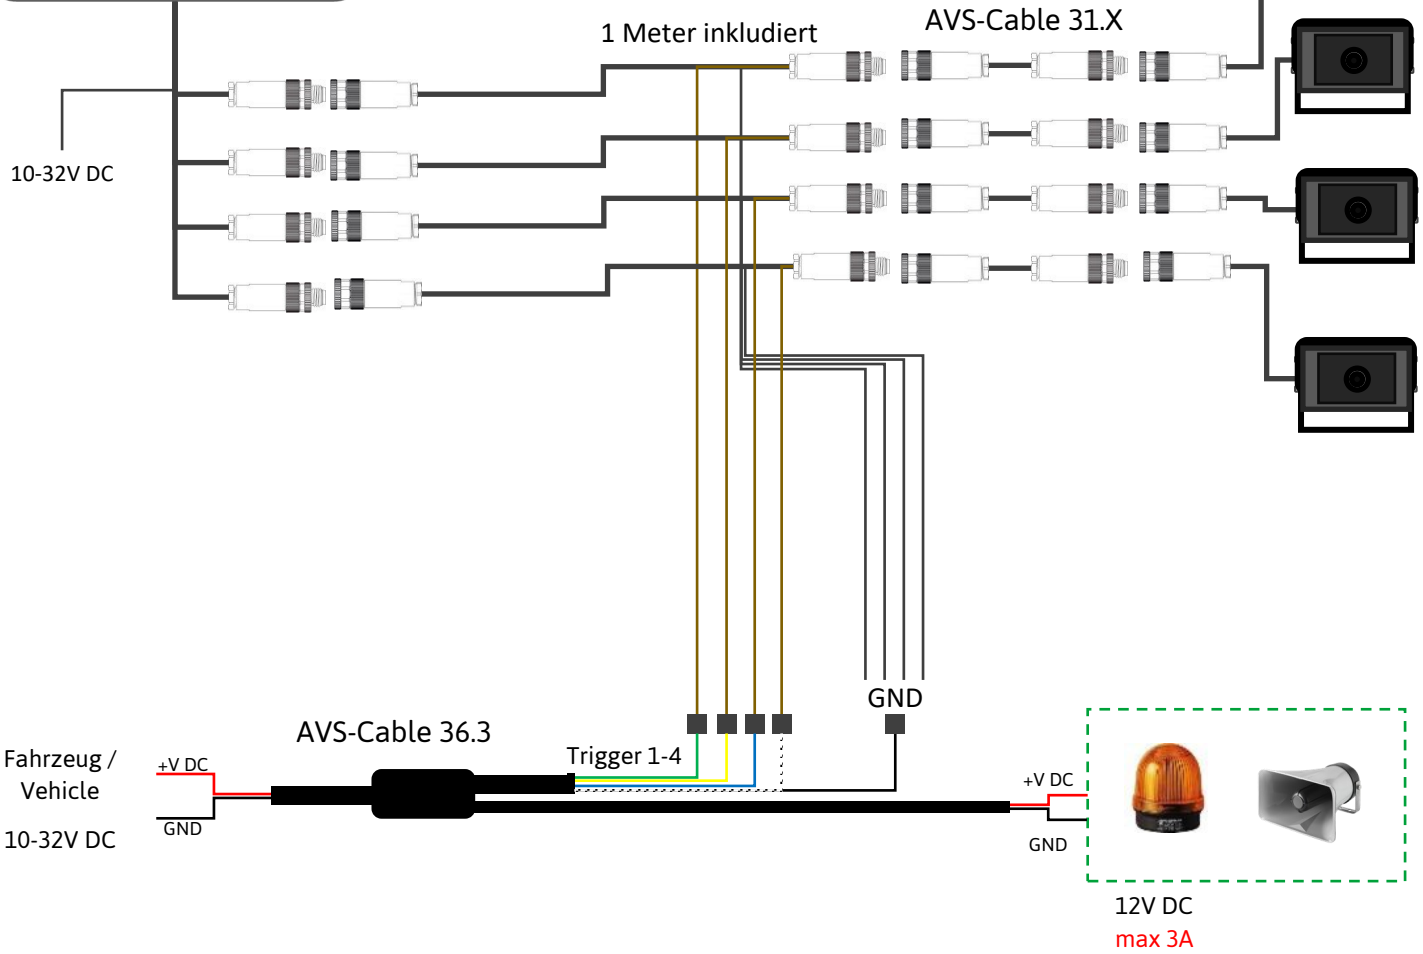 AVS-Cable 31.X
1 Meter inkludiert
10-32V DC
GND
AVS-Cable 36.3
Trigger 1-4
Fahrzeug /
Vehicle
10-32V DC
+V DC
GND
+V DC
GND
12V DC
max 3A